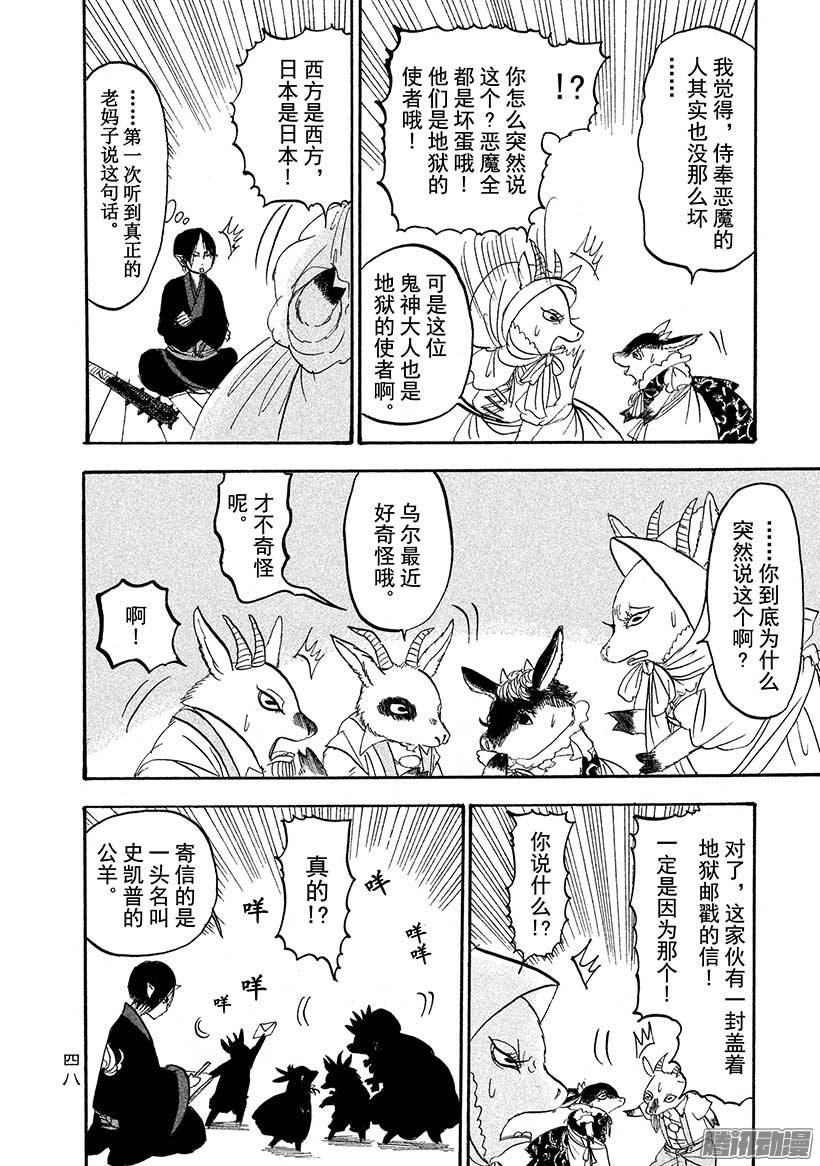 我觉得，侍奉恶魔的
人其实也没那么坏
……
！？
你怎么突然说
这个？恶魔全
都是坏蛋哦！
他们是地狱的
使者哦！
可是这位
鬼神大人也是
地狱的使者啊。
西方是西方，
日本是日本！
……第一次听到真正的
老妈子说这句话。
……你到底为什么
突然说这个啊？
乌尔最近
好奇怪哦。
才不奇怪
呢。
啊！
对了，这家伙有一封盖着
地狱邮戳的信！
一定是因为那个！
你说什么！？
真的！？
咩
咩咩
咩
咩
咩
寄信的是
一头名叫
史凯普的
公羊。
四八
腾讯动漫